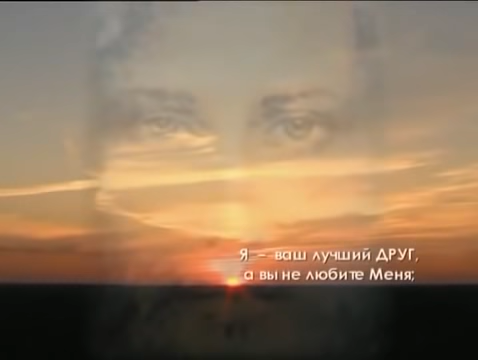 Я – ваш лучший ДРУГ,
а вы не любите Меня;